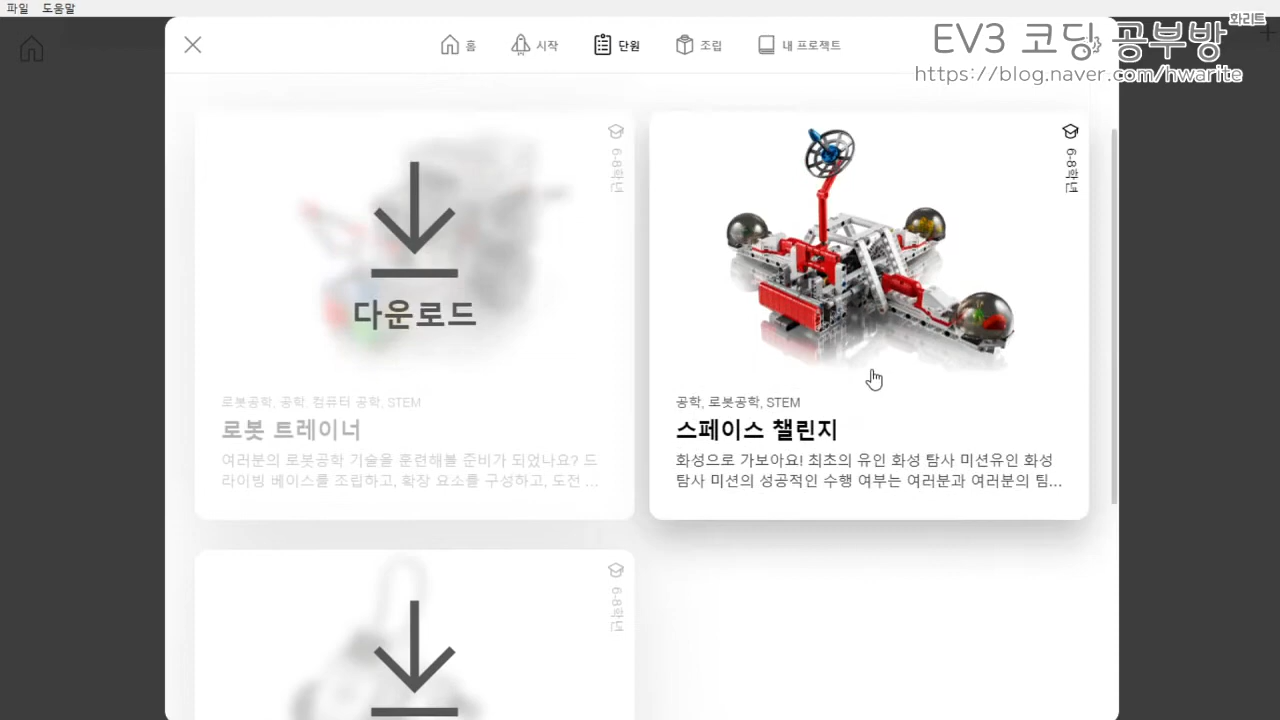 파일 도움말
화리트
EV3 코딩 공부방
https://blog.naver.com/hwarite
홈 시작 단원 조립 내 프로젝트
6-8학년
다운로드
로봇공학, 공학, 컴퓨터 공학, STEM
로봇 트레이너
여러분의 로봇공학 기술을 훈련해볼 준비가 되었나요? 드
라이빙 베이스를 조립하고, 확장 요소를 구성하고, 도전 ...
6-8학년
공학, 로봇공학, STEM
스페이스 챌린지
화성으로 가보아요! 최초의 유인 화성 탐사 미션유인 화성
탐사 미션의 성공적인 수행 여부는 여러분과 여러분의 팀...
6-8학년